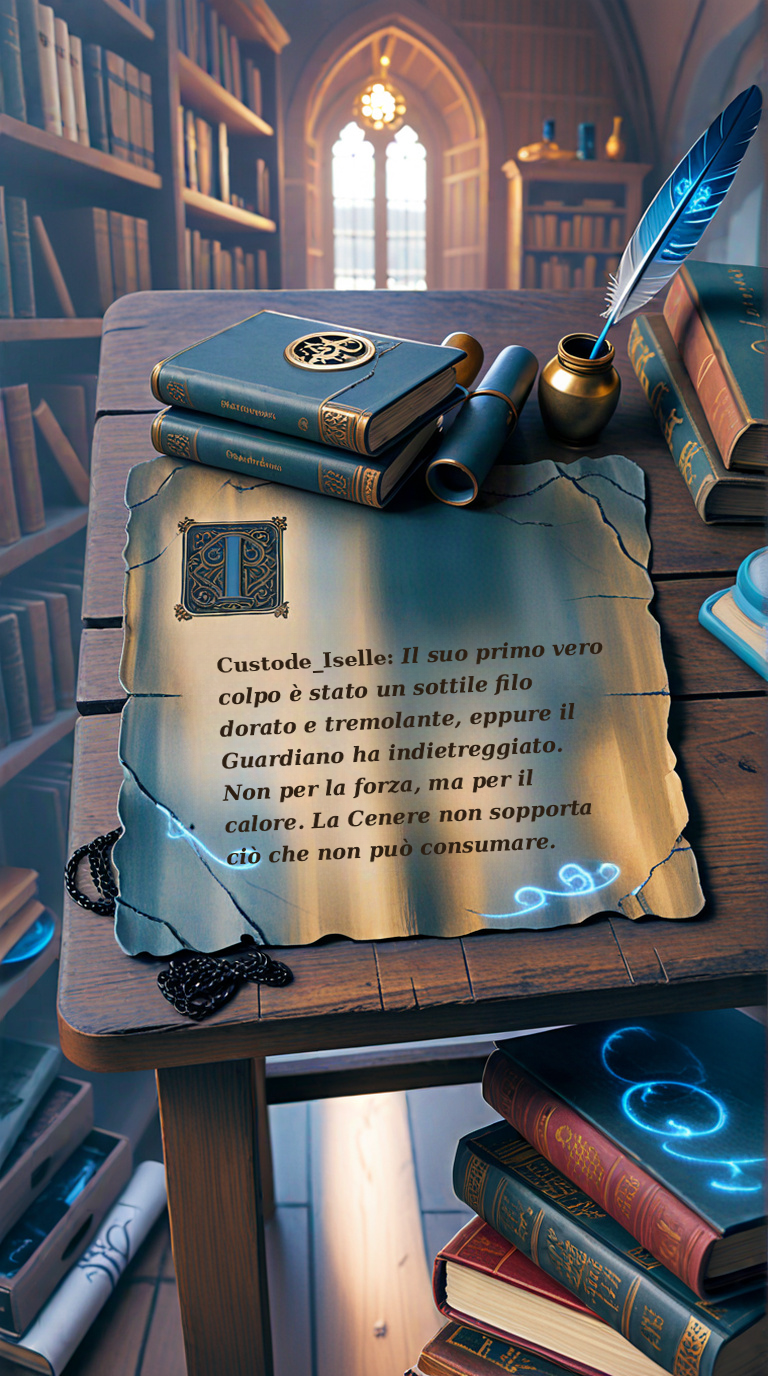 Custode_Iselle: Il suo primo vero
colpo è stato un sottile filo
dorato e tremolante, eppure il
Guardiano ha indietreggiato.
Non per la forza, ma per il
calore. La Cenere non sopporta
ciò che non può consumare.